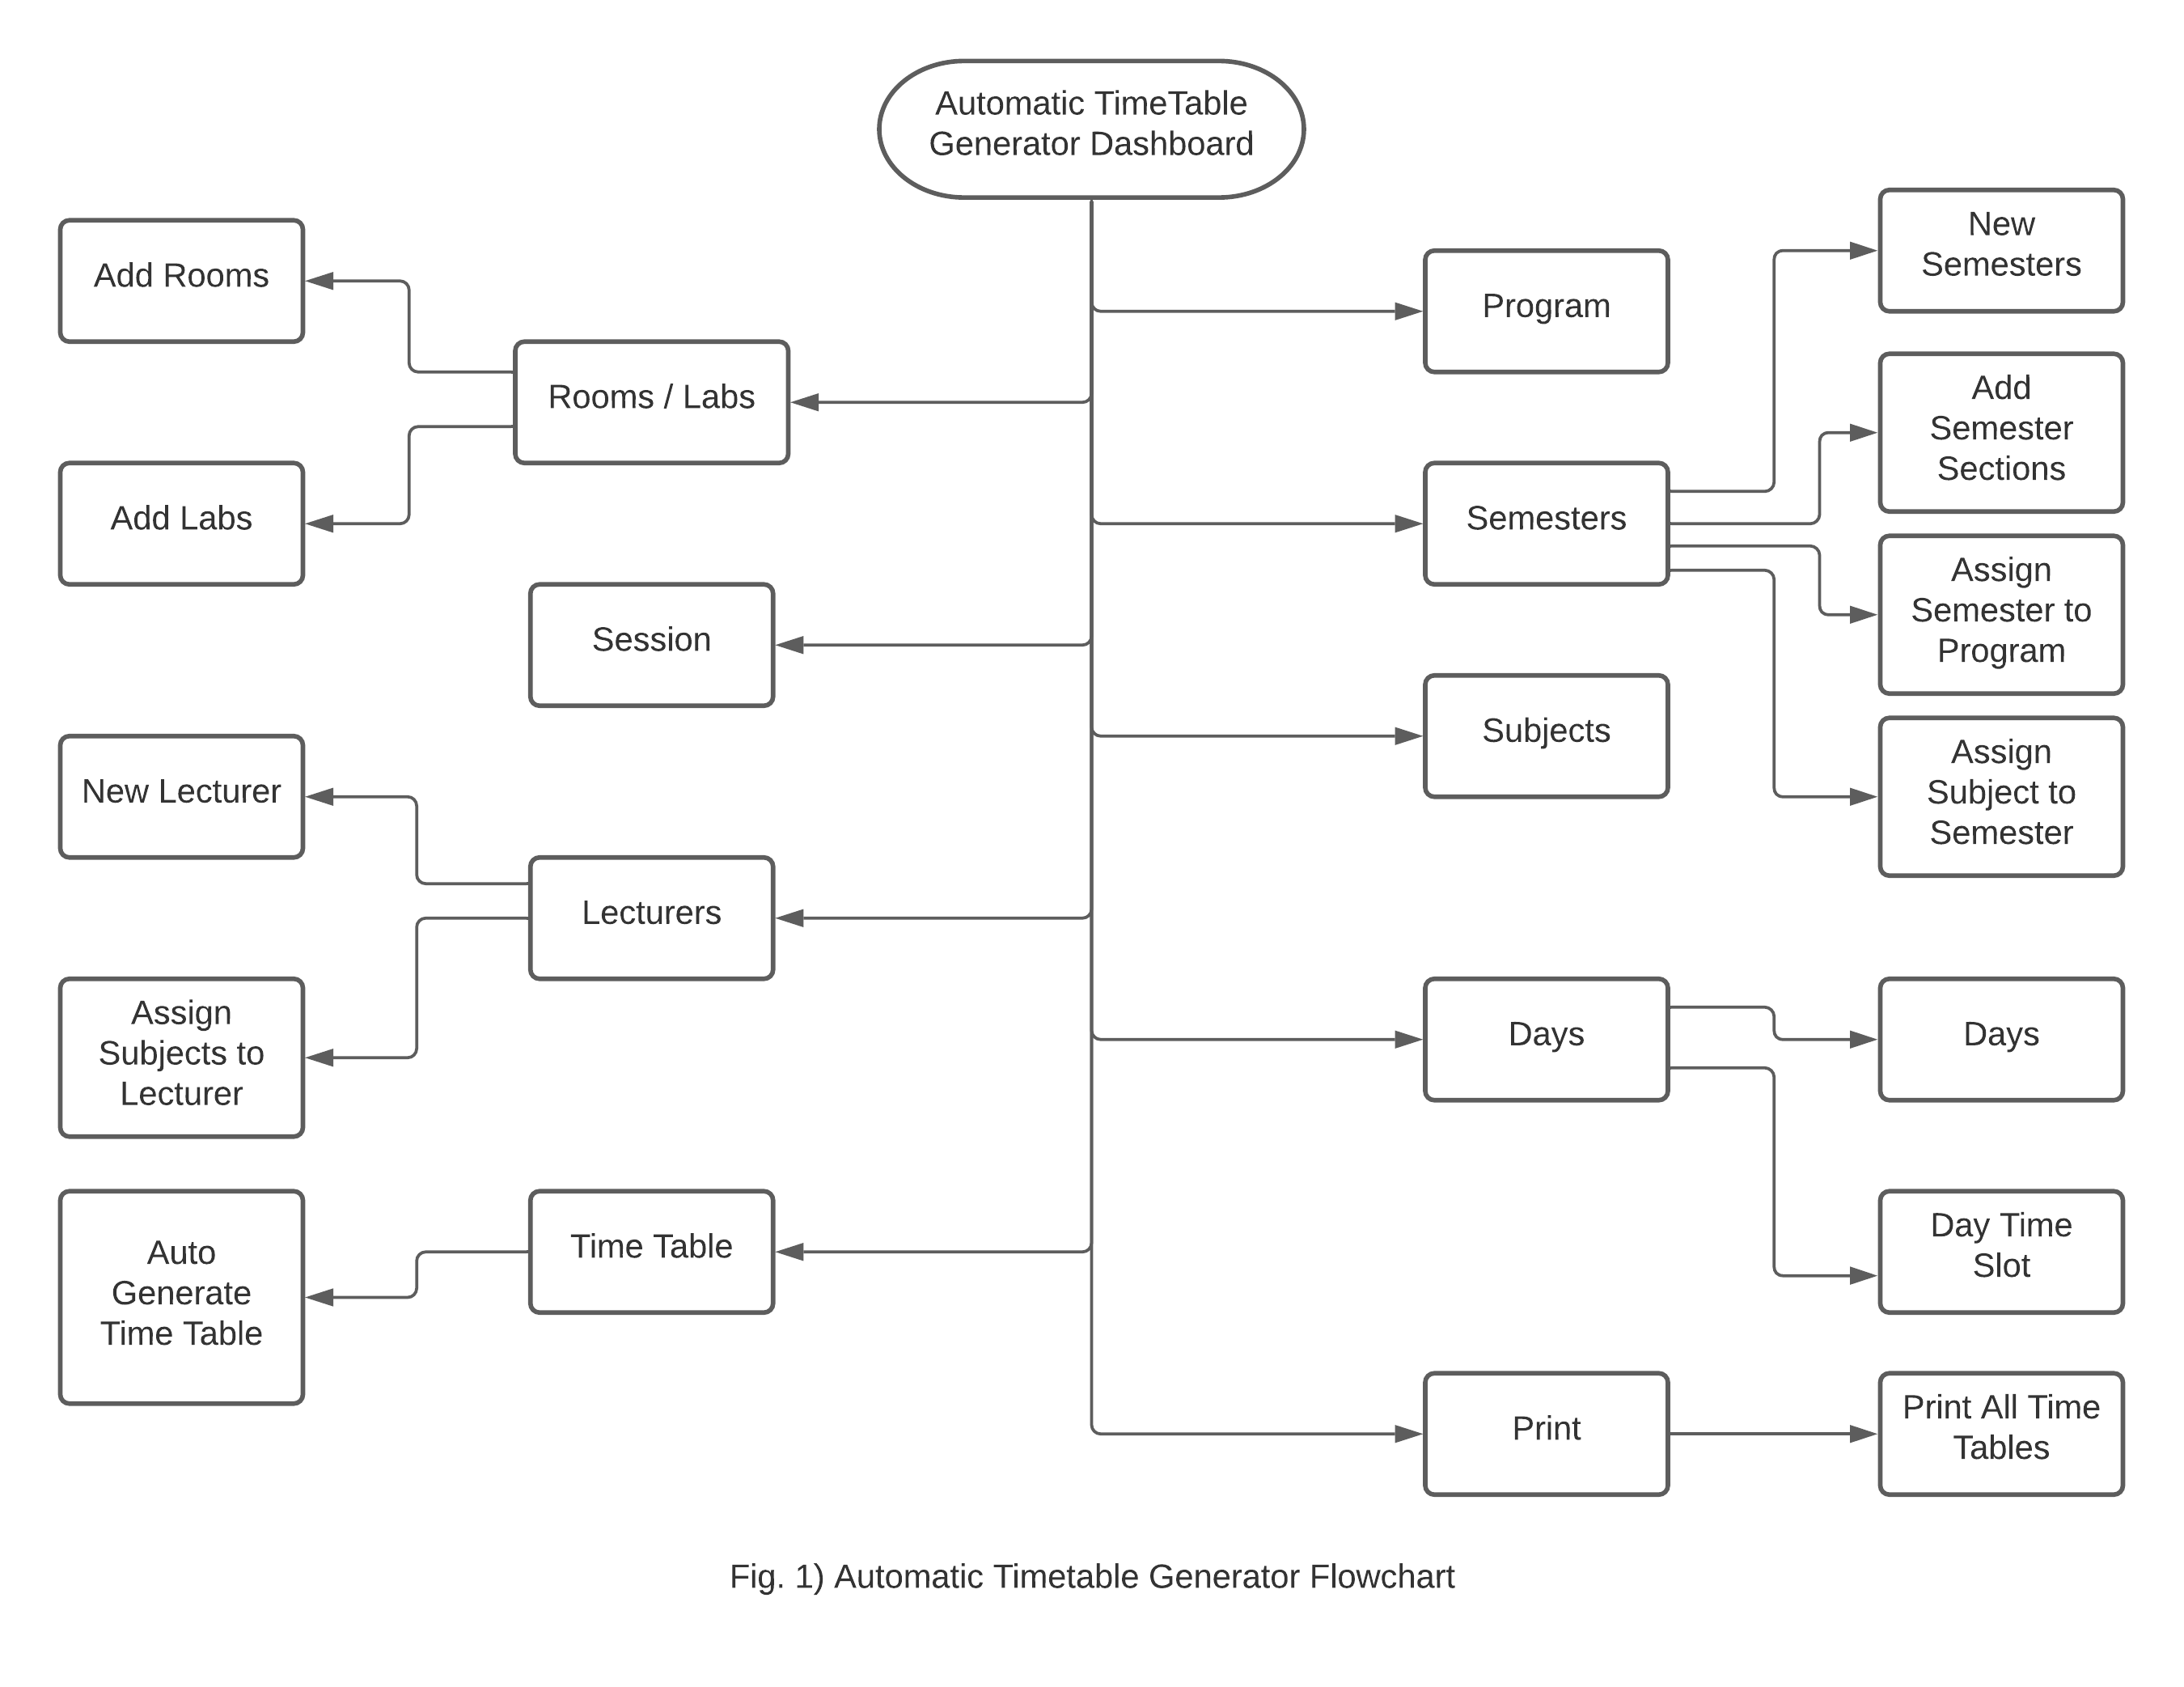 Automatic TimeTable
Generator Dashboard
New
Semesters
Add Rooms
Program
Add
Semester
Sections
Rooms / Labs
Add Labs
Semesters
Assign
Semester to
Program
Session
Subjects
Assign
Subject to
Semester
New Lecturer
Lecturers
Assign
Subjects to
Lecturer
Days
Days
Auto
Generate
Time Table
Time Table
Day Time
Slot
Print
Print All Time
Tables
Fig. 1) Automatic Timetable Generator Flowchart